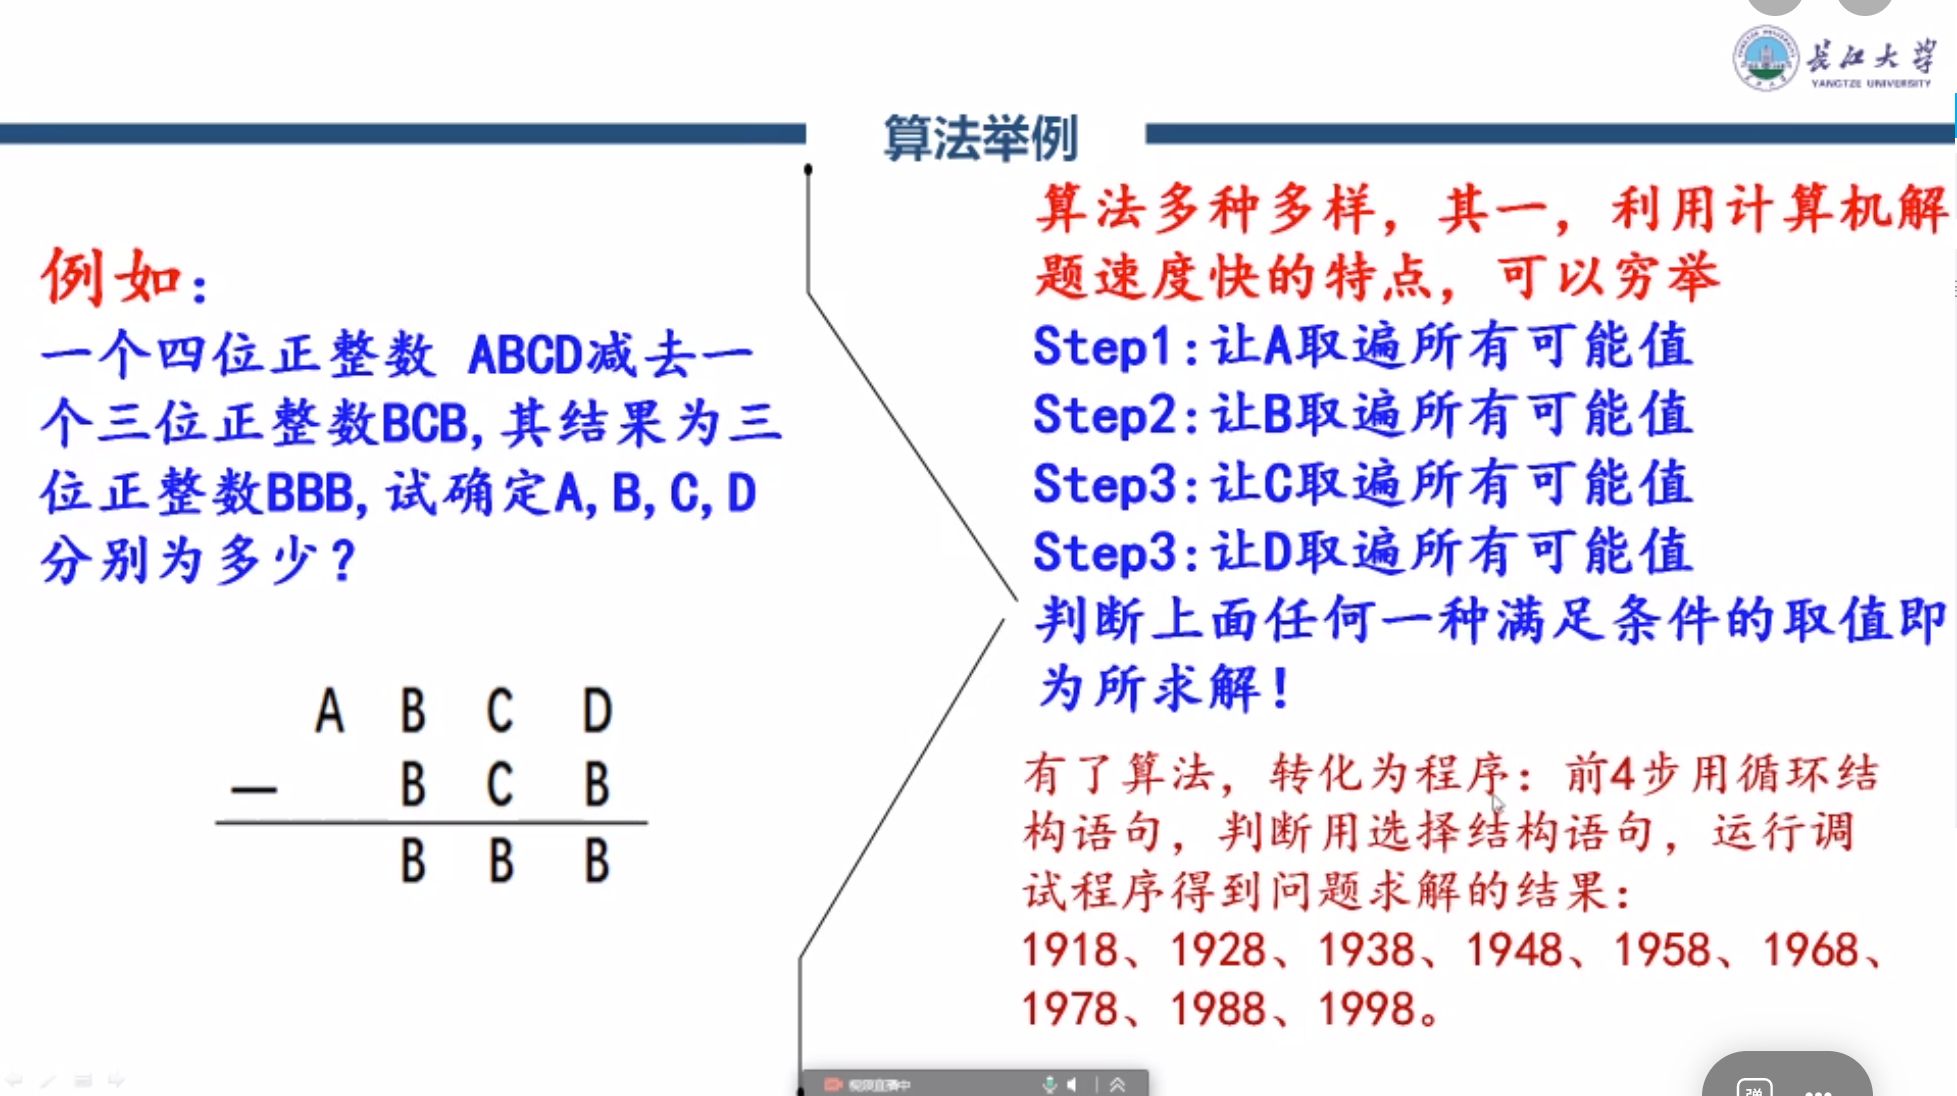 长江大学
YANGTZE UNIVERSITY
算法举例
例如：
一个四位正整数 ABCD减去一
个三位正整数BCB,其结果为三
位正整数BBB,试确定A,B,C,D
分别为多少?
A B C D
— B C B
B B B
算法多种多样，其一，利用计算机解
题速度快的特点，可以穷举
Step1:让A取遍所有可能值
Step2:让B取遍所有可能值
Step3:让C取遍所有可能值
Step3:让D取遍所有可能值
判断上面任何一种满足条件的取值即
为所求解!
有了算法，转化为程序：前4步用循环结
构语句，判断用选择结构语句，运行调
试程序得到问题求解的结果：
1918、1928、1938、1948、1958、1968、
1978、1988、1998。
视频直播中
弹